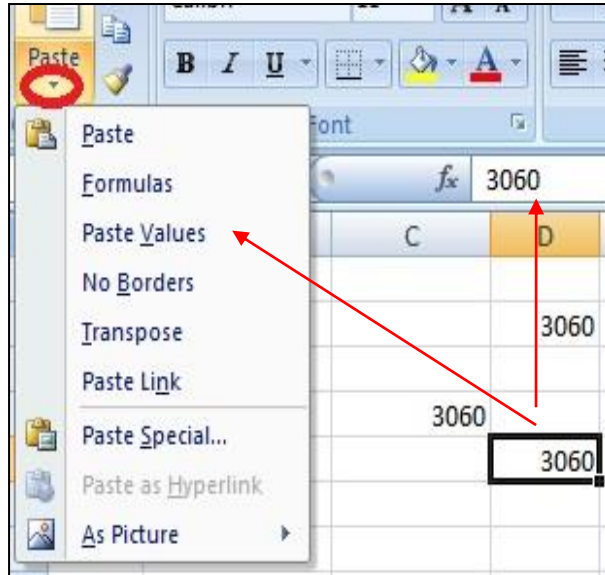 Paste
B I U A
Font
Paste
Formulas
Paste Values
No Borders
Transpose
Paste Link
Paste Special...
Paste as Hyperlink
As Picture
fx 3060
C D
3060
3060
3060